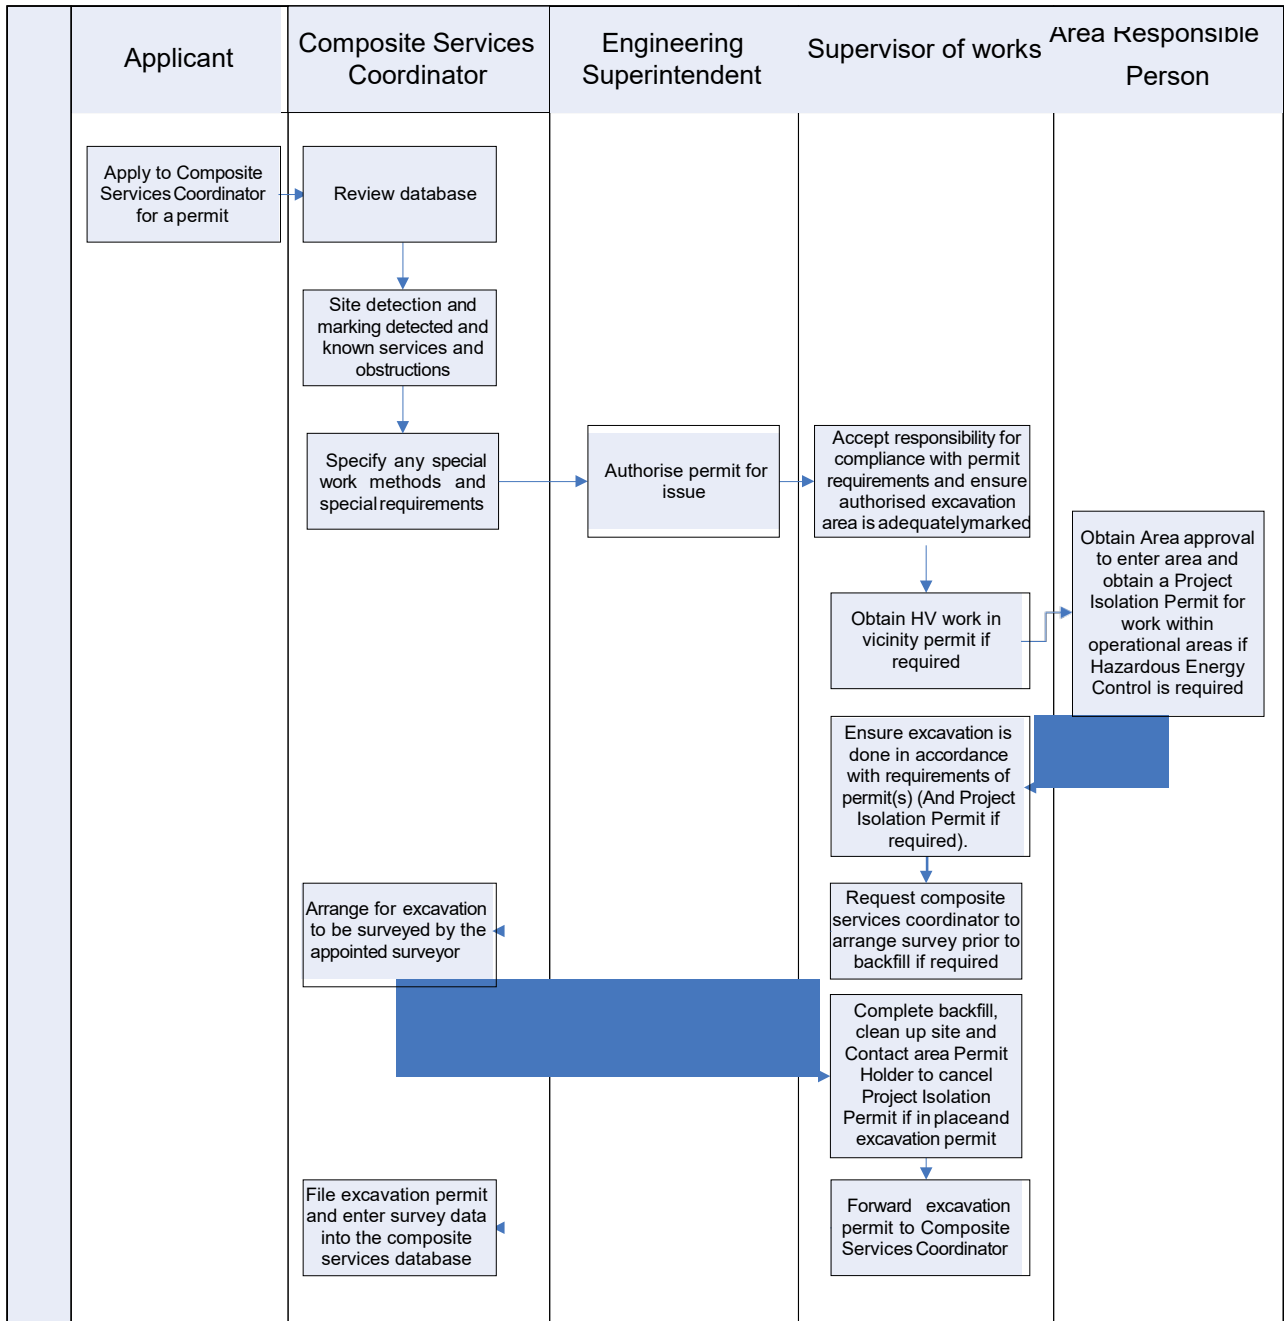 Applicant
Composite Services
Coordinator
Engineering
Superintendent
Supervisor of works
Area Responsible
Person
Apply to Composite
Services Coordinator
for a permit
Review database
Site detection and
marking detected and
known services and
obstructions
Specify any special
work methods and
special requirements
Authorise permit for
issue
Accept responsibility for
compliance with permit
requirements and ensure
authorised excavation
area is adequately marked
Obtain HV work in
vicinity permit if
required
Obtain Area approval
to enter area and
obtain a Project
Isolation Permit for
work within
operational areas if
Hazardous Energy
Control is required
Ensure excavation is
done in accordance
with requirements of
permit(s) (And Project
Isolation Permit if
required).
Request composite
services coordinator to
arrange survey prior to
backfill if required
Arrange for excavation
to be surveyed by the
appointed surveyor
Complete backfill,
clean up site and
Contact area Permit
Holder to cancel
Project Isolation
Permit if in place and
excavation permit
Forward excavation
permit to Composite
Services Coordinator
File excavation permit
and enter survey data
into the composite
services database